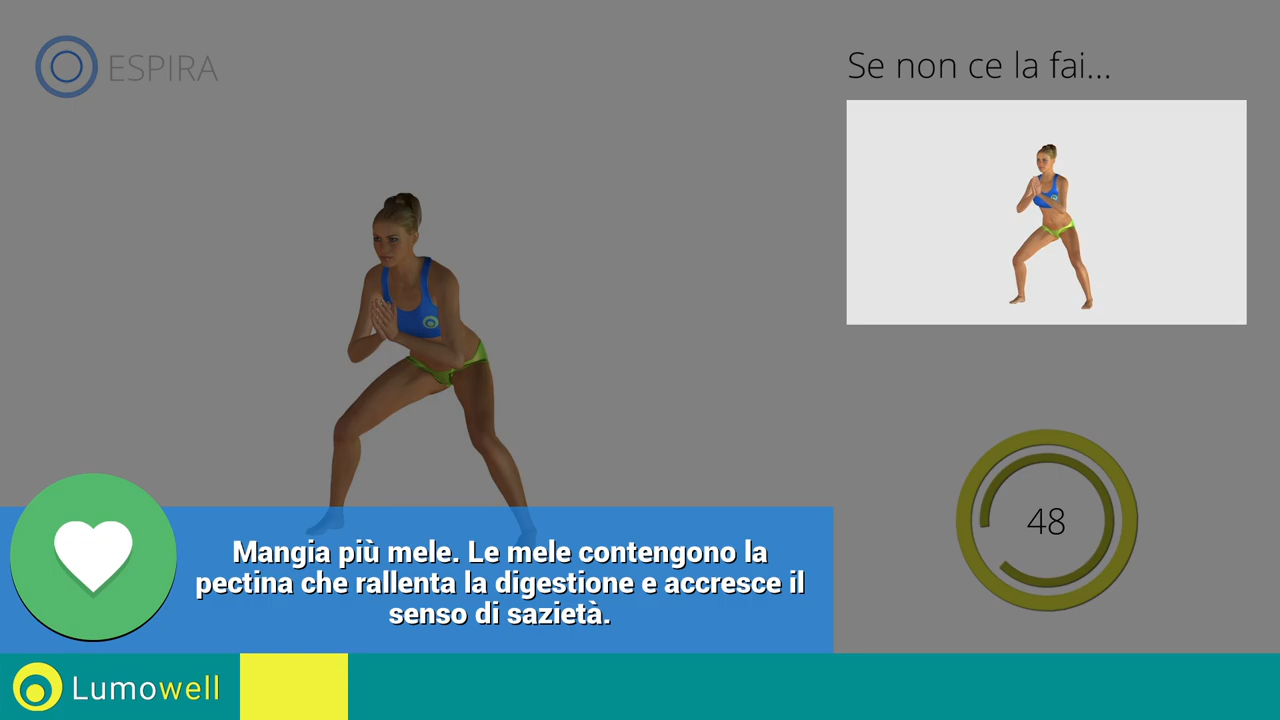 ESPIRA
Se non ce la fai...
48
Mangia più mele. Le mele contengono la
pectina che rallenta la digestione e accresce il
senso di sazietà.
Lumowell